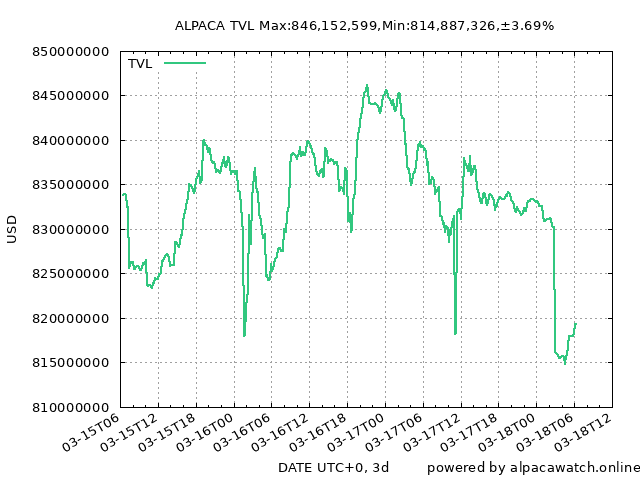 ALPACA TVL Max:846,152,599,Min:814,887,326,±3.69%
850000000
TVL
845000000
840000000
835000000
830000000
USD
825000000
820000000
815000000
810000000
03-15T06
03-15T12
03-15T18
03-16T00
03-16T06
03-16T12
03-16T18
03-17T00
03-17T06
03-17T12
03-17T18
03-18T00
03-18T06
03-18T12
DATE UTC+0, 3d
powered by alpacawatch.online